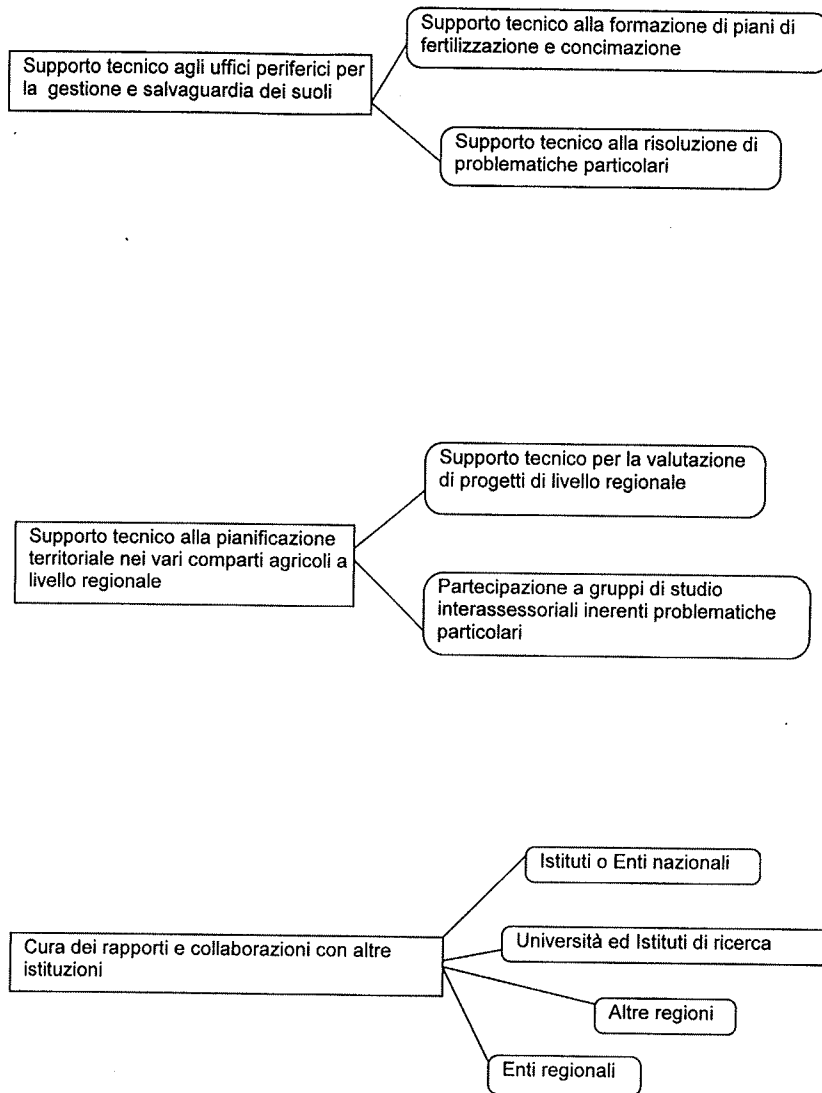 Supporto tecnico alla formazione di piani di
fertilizzazione e concimazione
Supporto tecnico agli uffici periferici per
la gestione e salvaguardia dei suoli
Supporto tecnico alla risoluzione di
problematiche particolari
Supporto tecnico per la valutazione
di progetti di livello regionale
Supporto tecnico alla pianificazione
territoriale nei vari comparti agricoli a
livello regionale
Partecipazione a gruppi di studio
interassessoriali inerenti problematiche
particolari
Istituti o Enti nazionali
Cura dei rapporti e collaborazioni con altre
istituzioni
Università ed Istituti di ricerca
Altre regioni
Enti regionali